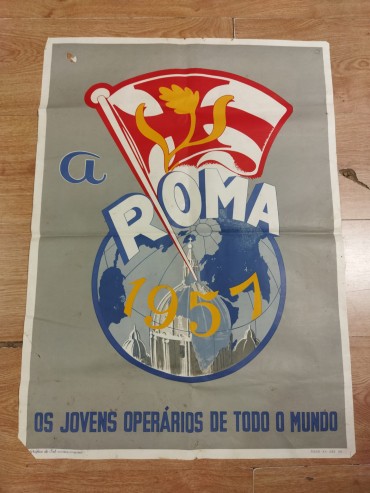 a
ROMA
1957
OS JOVENS OPERÁRIOS DE TODO O MUNDO